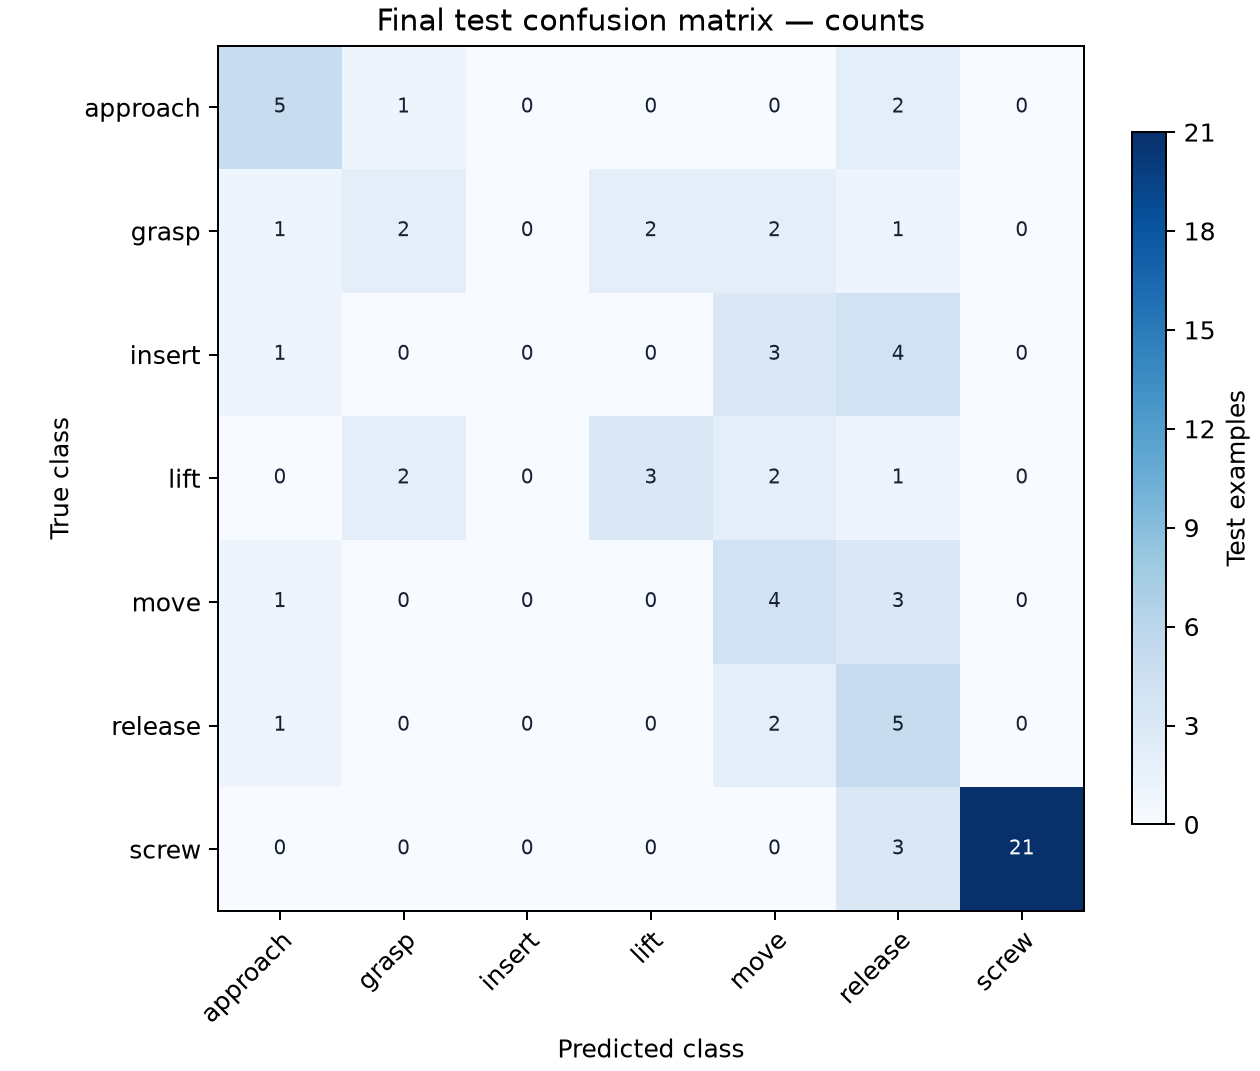 Final test confusion matrix — counts
approach 5 1 0 0 0 2 0
grasp 1 2 0 2 2 1 0
insert 1 0 0 0 3 4 0
lift 0 2 0 3 2 1 0
move 1 0 0 0 4 3 0
release 1 0 0 0 2 5 0
screw 0 0 0 0 0 3 21
True class
approach grasp insert lift move release screw
Predicted class
21
18
15
12
9
6
3
0
Test examples